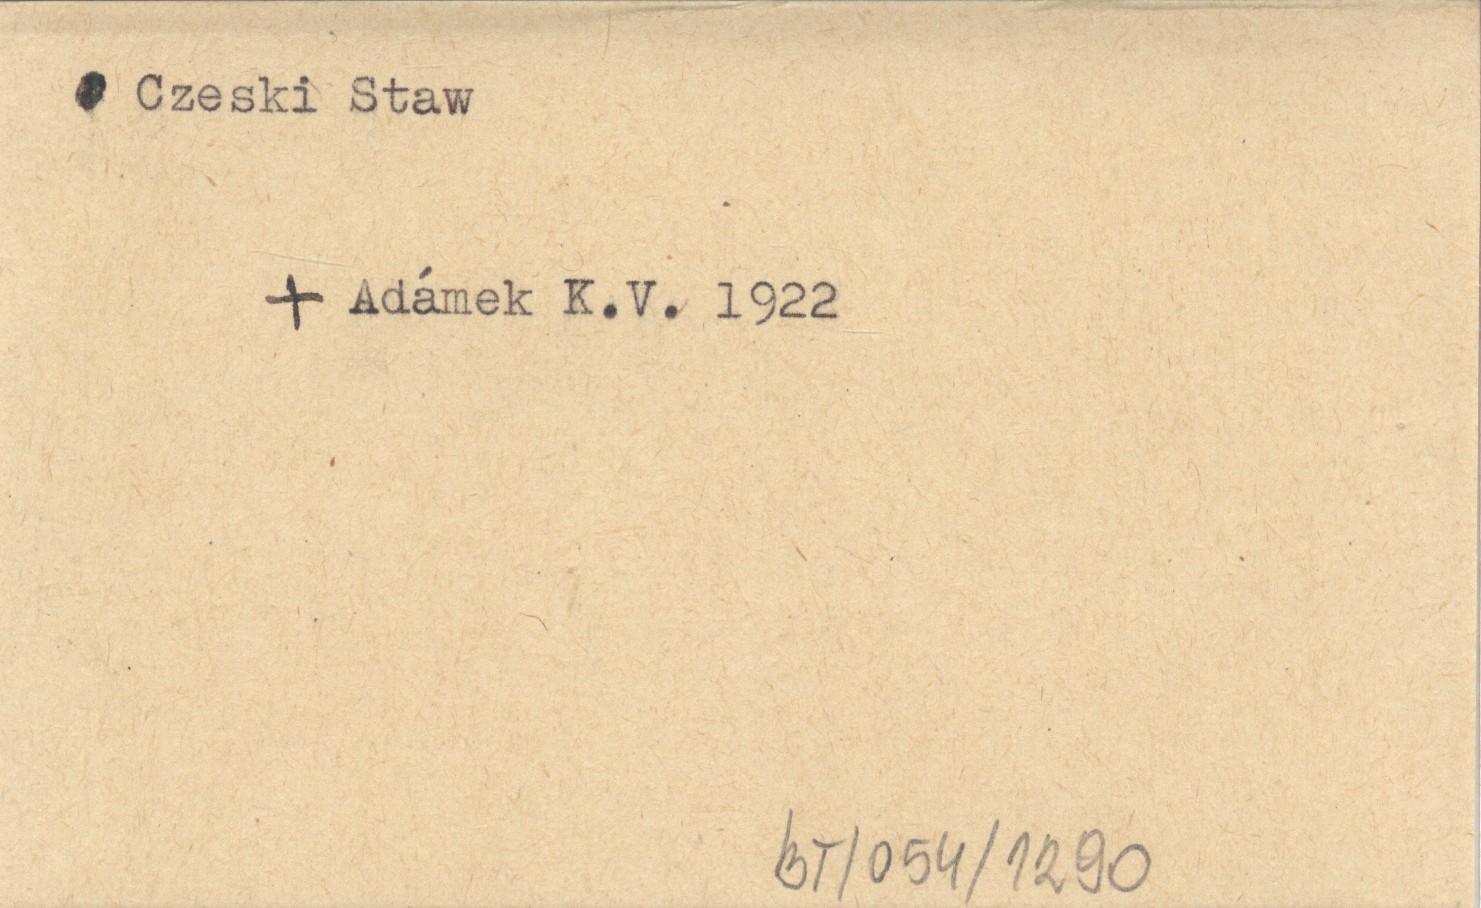 ● Czeski Staw
+ Adámek K.V. 1922
BT/054/1290